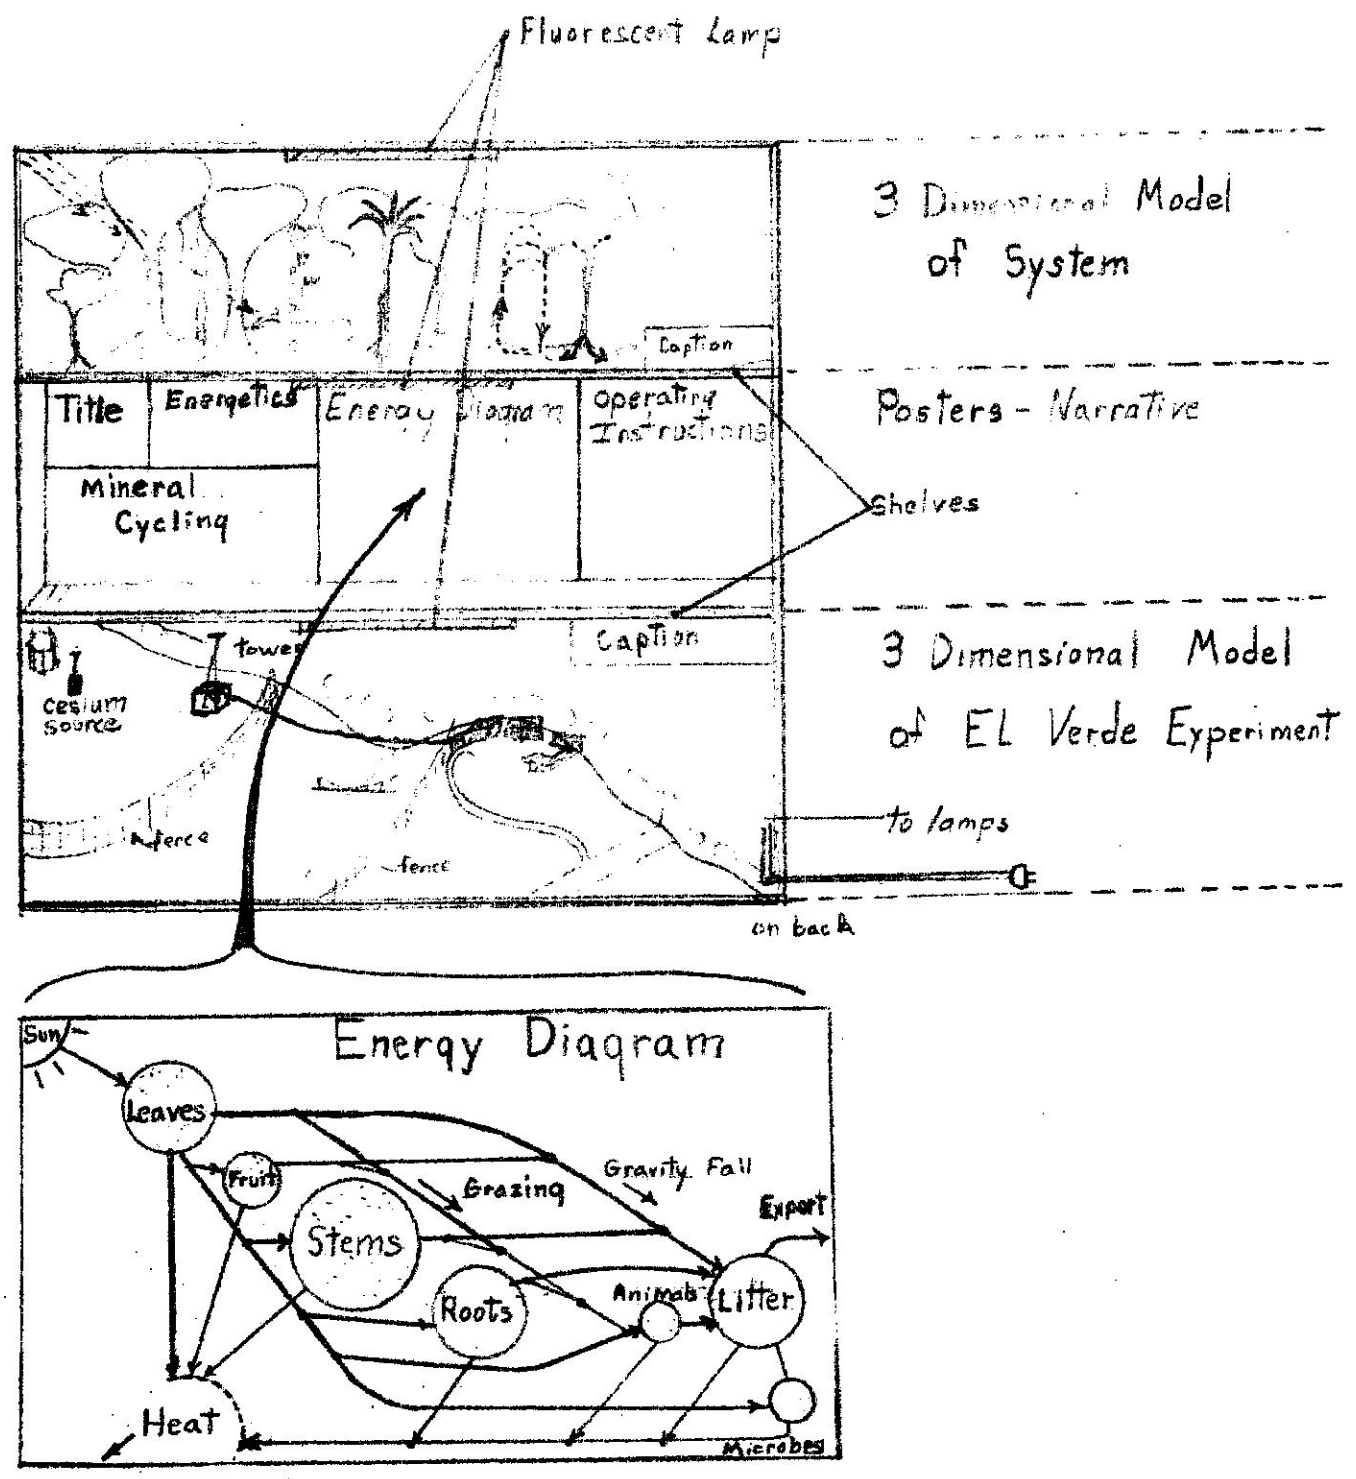 Fluorescent Lamp
3 Dimensional Model
of System
Caption
Title
Energetics
Energy Diagram
Operating
Instructions
Posters - Narrative
Mineral
Cycling
Shelves
tower
Caption
3 Dimensional Model
of EL Verde Experiment
cesium
source
fence
fence
to lamps
on back
Energy Diagram
Sun
Leaves
Fruit
Grazing
Gravity Fall
Export
Stems
Roots
Animals
Litter
Heat
Microbes